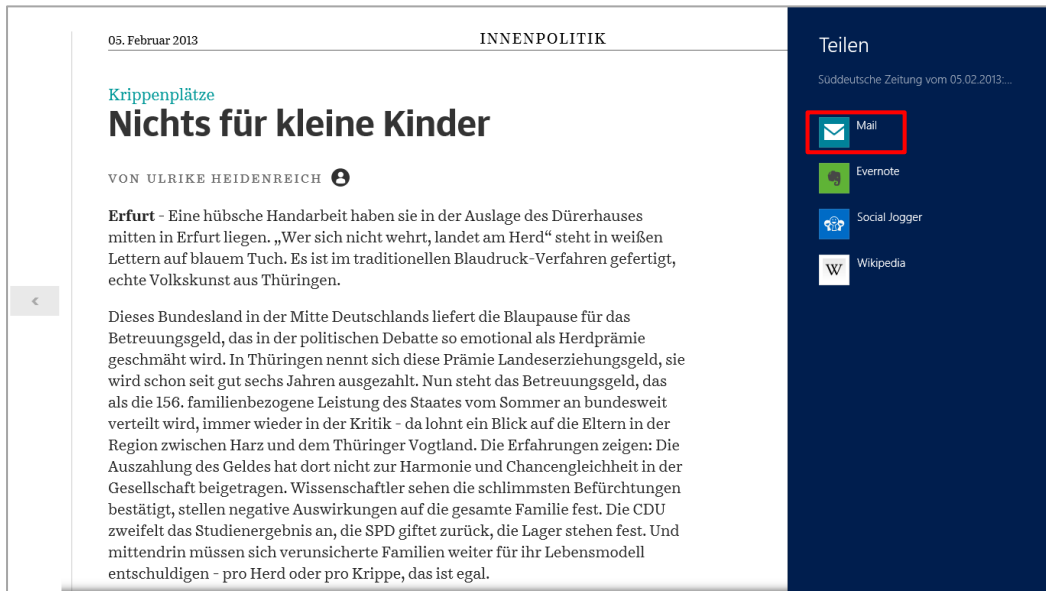 05. Februar 2013
INNENPOLITIK
Krippenplätze
Nichts für kleine Kinder
VON ULRIKE HEIDENREICH
Erfurt - Eine hübsche Handarbeit haben sie in der Auslage des Dürerhauses
mitten in Erfurt liegen. „Wer sich nicht wehrt, landet am Herd“ steht in weißen
Lettern auf blauem Tuch. Es ist im traditionellen Blaudruck-Verfahren gefertigt,
echte Volkskunst aus Thüringen.
Dieses Bundesland in der Mitte Deutschlands liefert die Blaupause für das
Betreuungsgeld, das in der politischen Debatte so emotional als Herdprämie
geschmäht wird. In Thüringen nennt sich diese Prämie Landeserziehungsgeld, sie
wird schon seit gut sechs Jahren ausgezahlt. Nun steht das Betreuungsgeld, das
als die 156. familienbezogene Leistung des Staates vom Sommer an bundesweit
verteilt wird, immer wieder in der Kritik - da lohnt ein Blick auf die Eltern in der
Region zwischen Harz und dem Thüringer Vogtland. Die Erfahrungen zeigen: Die
Auszahlung des Geldes hat dort nicht zur Harmonie und Chancengleichheit in der
Gesellschaft beigetragen. Wissenschaftler sehen die schlimmsten Befürchtungen
bestätigt, stellen negative Auswirkungen auf die gesamte Familie fest. Die CDU
zweifelt das Studienergebnis an, die SPD giftet zurück, die Lager stehen fest. Und
mittendrin müssen sich verunsicherte Familien weiter für ihr Lebensmodell
entschuldigen - pro Herd oder pro Krippe, das ist egal.
Teilen
Süddeutsche Zeitung vom 05.02.2013:...
Mail
Evernote
Social Jogger
W Wikipedia